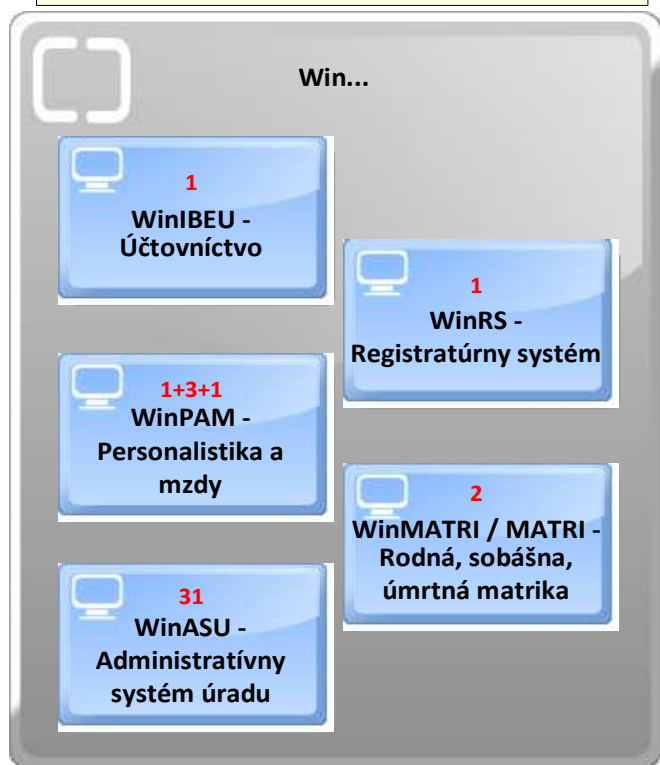 Win...
1
WinIBEU -
Účtovníctvo
1
WinRS -
Registratúrny systém
1+3+1
WinPAM -
Personalistika a
mzdy
2
WinMATRI / MATRI -
Rodná, sobášna,
úmrtná matrika
31
WinASU -
Administratívny
systém úradu